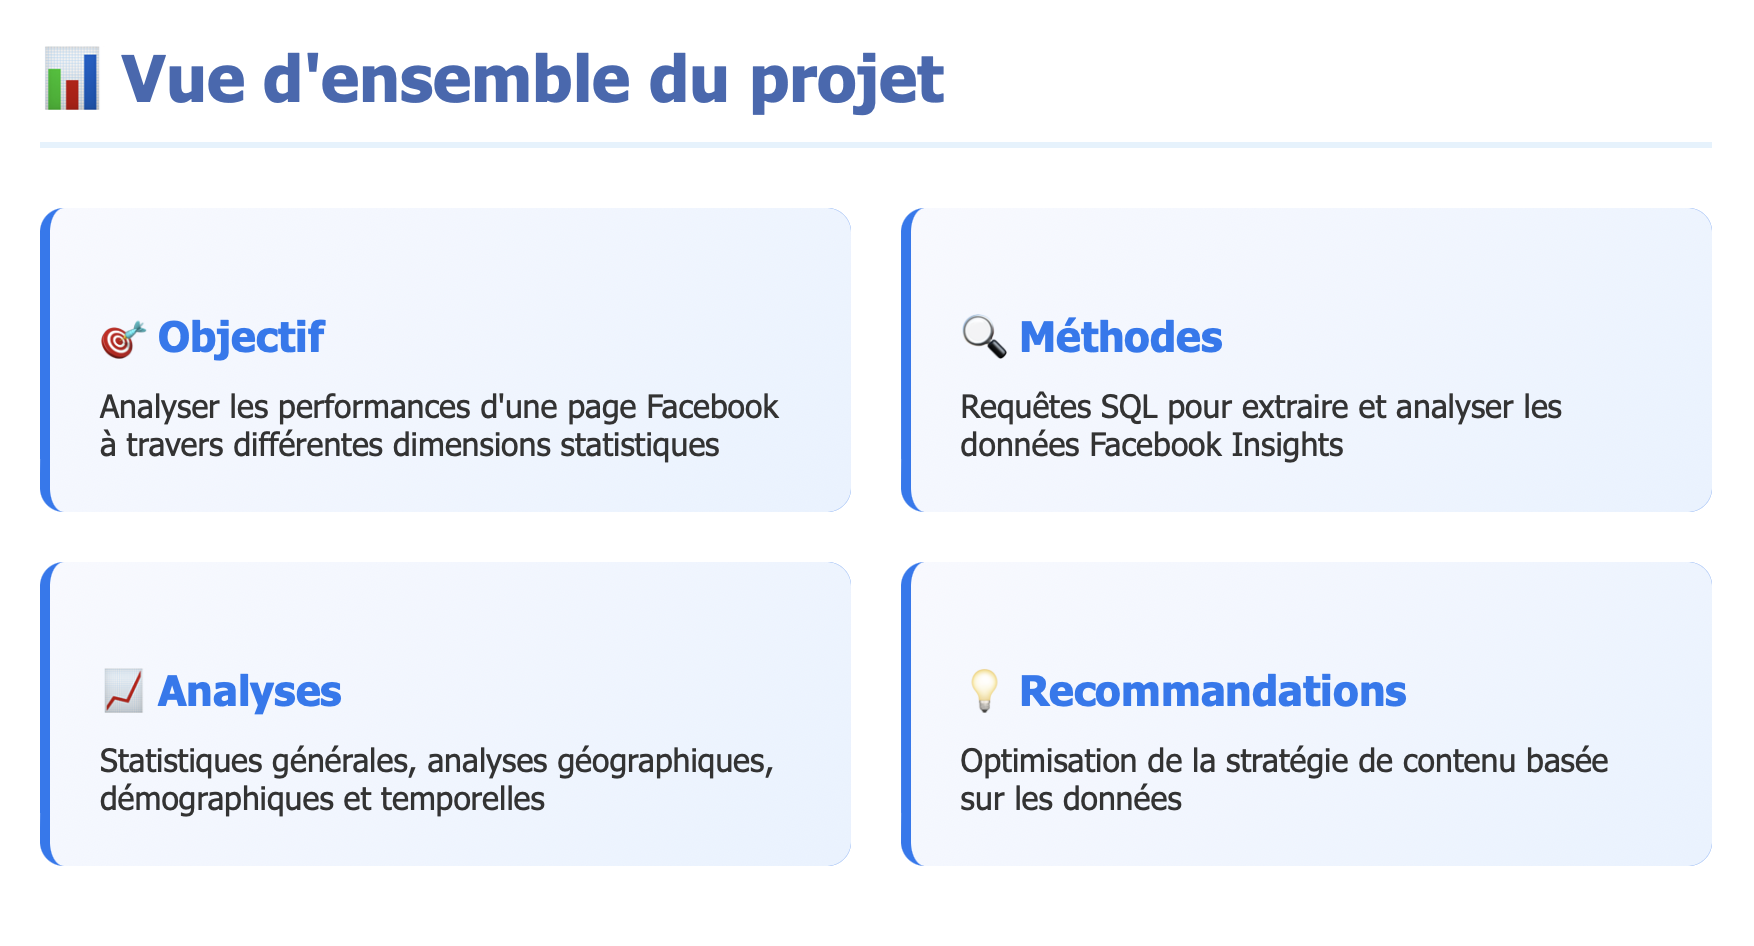 Vue d'ensemble du projet
Objectif
Analyser les performances d'une page Facebook
à travers différentes dimensions statistiques
Méthodes
Requêtes SQL pour extraire et analyser les
données Facebook Insights
Analyses
Statistiques générales, analyses géographiques,
démographiques et temporelles
Recommandations
Optimisation de la stratégie de contenu basée
sur les données